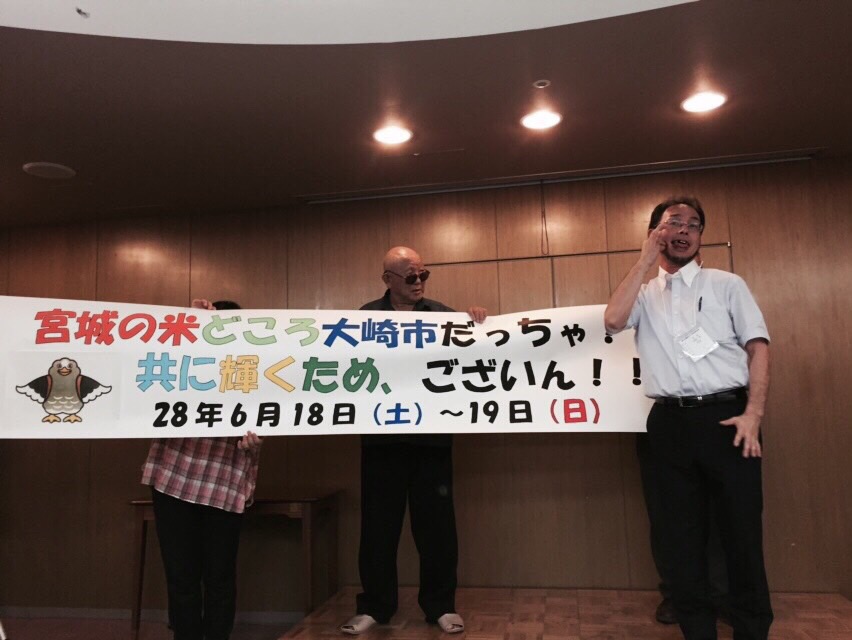 宮城の米どころ大崎市だっちゃ！
共に輝くため、ございん！！
28年6月18日（土）～19日（日）